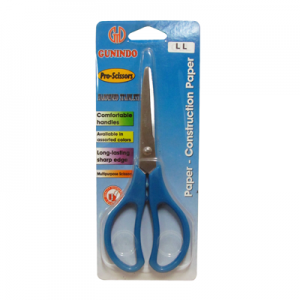 GUNINDO
LL
Pro-Scissors
Comfortable
handles
Available in
assorted colors
Long-lasting
sharp edge
Multipurpose scissors
Paper - Construction Paper